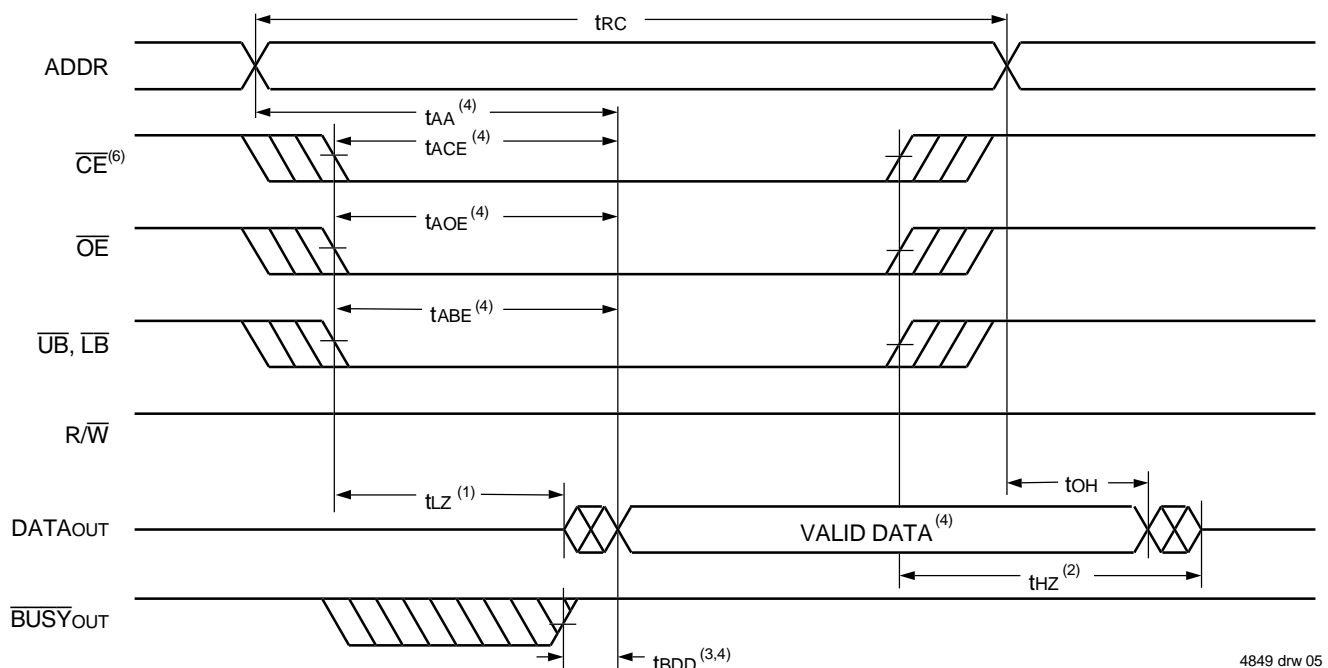 tRC
ADDR
tAA (4)
CE(6)
tACE (4)
OE
tAOE (4)
UB, LB
tABE (4)
R/W
tLZ (1)
tOH
DATAOUT
VALID DATA(4)
tHZ (2)
BUSYOUT
tBDD (3,4)
4849 drw 05